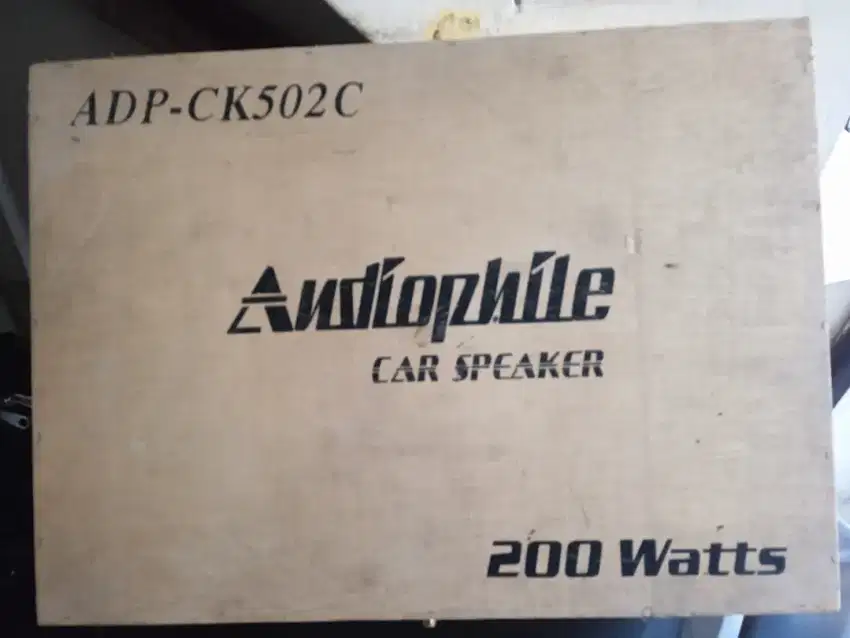 ADP-CK502C
Audiophile
CAR SPEAKER
200 Watts